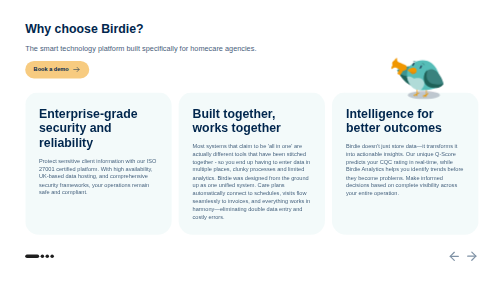 Why choose Birdie?
The smart technology platform built specifically for homecare agencies.
Book a demo
Enterprise-grade
security and
reliability
Protect sensitive client information with our ISO
27001 certified platform. With high availability,
UK-based data hosting, and comprehensive
security frameworks, your operations remain
safe and compliant.
Built together,
works together
Most systems that claim to be 'all in one' are
actually different tools that have been stitched
together - so you end up having to enter data in
multiple places, clunky processes and limited
analytics. Birdie was designed from the ground
up as one unified system. Care plans
automatically connect to schedules, visits flow
seamlessly to invoices, and everything works in
harmony—eliminating double data entry and
costly errors.
Intelligence for
better outcomes
Birdie doesn't just store data—it transforms it
into actionable insights. Our unique Q-Score
predicts your CQC rating in real-time, while
Birdie Analytics helps you identify trends before
they become problems. Make informed
decisions based on complete visibility across
your entire operation.